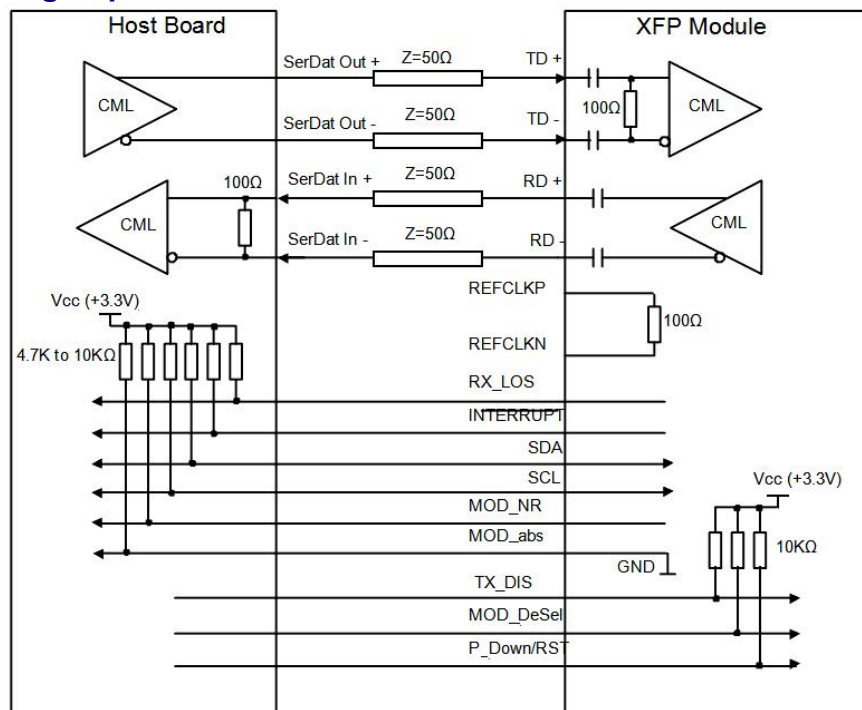 Host Board
XFP Module
SerDat Out +
Z=50Ω
TD +
CML
100Ω
CML
SerDat Out -
Z=50Ω
TD -
100Ω
SerDat In +
Z=50Ω
RD +
CML
CML
SerDat In -
Z=50Ω
RD -
REFCLKP
Vcc (+3.3V)
100Ω
4.7K to 10KΩ
REFCLKN
RX_LOS
INTERRUPT
SDA
SCL
Vcc (+3.3V)
MOD_NR
MOD_abs
10KΩ
GND
TX_DIS
MOD_DeSel
P_Down/RST